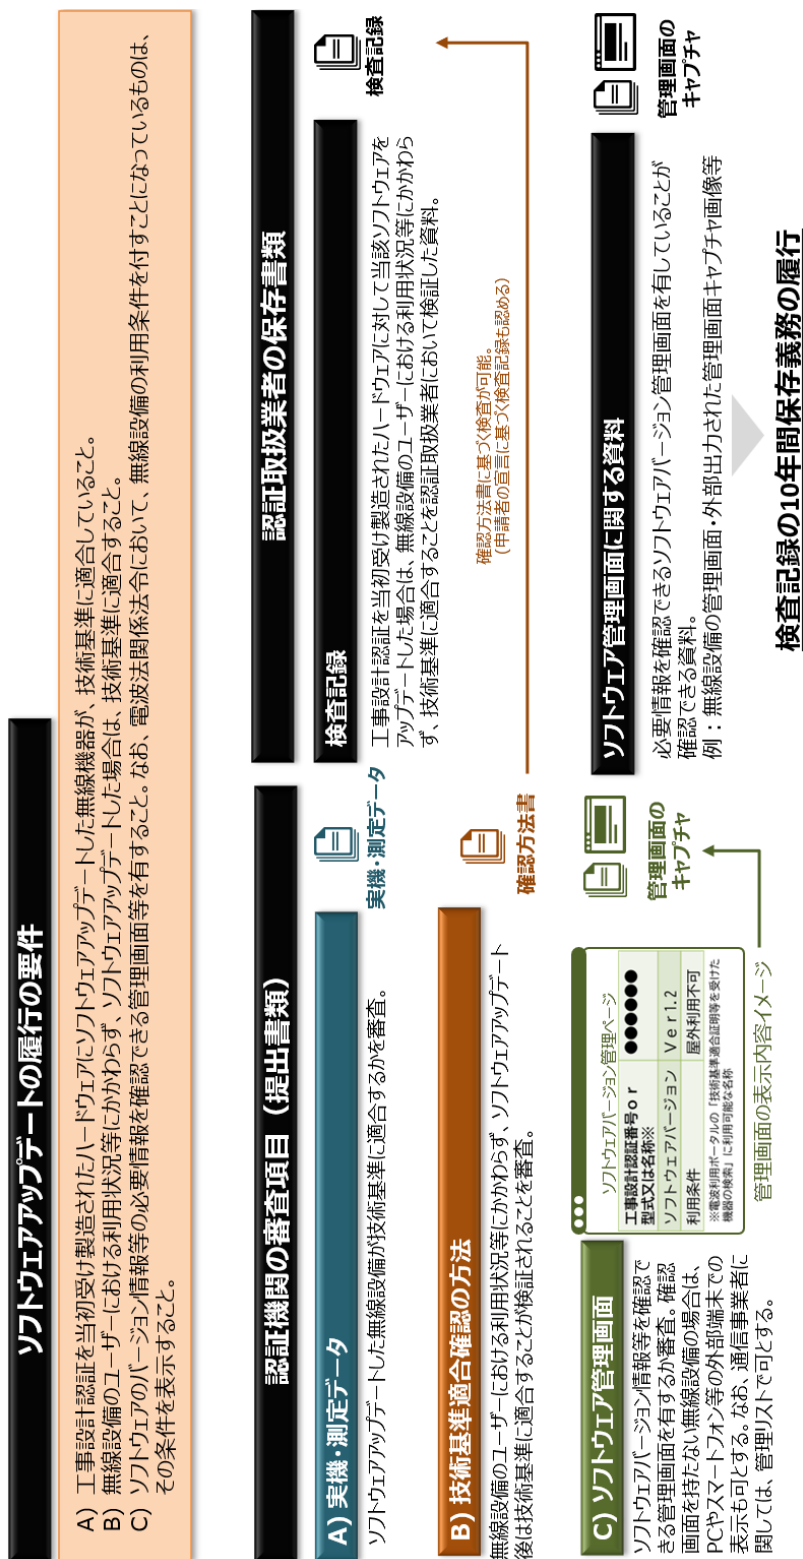 ソフトウェアアップデートの履行の要件
A) 工事設計認証を当初受け製造されたハードウェアにソフトウェアアップデートした無線機器が、技術基準に適合していること。
B) 無線設備のユーザーにおける利用状況等にかかわらず、ソフトウェアアップデートした場合は、技術基準に適合すること。
C) ソフトウェアのバージョン情報等の必要情報を確認できる管理画面等を有すること。なお、電波法関係法令において、無線設備の利用条件を付すことになっているものは、
その条件を表示すること。
認証機関の審査項目（提出書類）
A) 実機・測定データ
ソフトウェアアップデートした無線設備が技術基準に適合するかを審査。
実機・測定データ
B) 技術基準適合確認の方法
無線設備のユーザーにおける利用状況等にかかわらず、ソフトウェアアップデート
後は技術基準に適合することが検証されることを審査。
確認方法書
C) ソフトウェア管理画面
ソフトウェアバージョン情報等を確認で
きる管理画面を有するか審査。確認
画面を持たない無線設備の場合は、
PCやスマートフォン等の外部端末での
表示も可とする。なお、通信事業者に
関しては、管理リストで可とする。
ソフトウェアバージョン管理ページ
工事設計認証番号or
型式又は名称※
●●●●●●
ソフトウェアバージョン
Ver1.2
利用条件
屋外利用不可
※電波利用ポータルの「技術基準適合証明等を受けた
機器の検索」に利用可能な名称
管理画面の表示内容イメージ
管理画面の
キャプチャ
認証取扱業者の保存書類
検査記録
工事設計認証を当初受け製造されたハードウェアに対して当該ソフトウェアを
アップデートした場合は、無線設備のユーザーにおける利用状況等にかかわら
ず、技術基準に適合することを認証取扱業者において検証した資料。
検査記録
確認方法書に基づく検査が可能。
（申請者の宣言に基づく検査記録も認める）
ソフトウェア管理画面に関する資料
必要情報を確認できるソフトウェアバージョン管理画面を有していることが
確認できる資料。
例：無線設備の管理画面・外部出力された管理画面キャプチャ画像等
管理画面の
キャプチャ
検査記録の10年間保存義務の履行